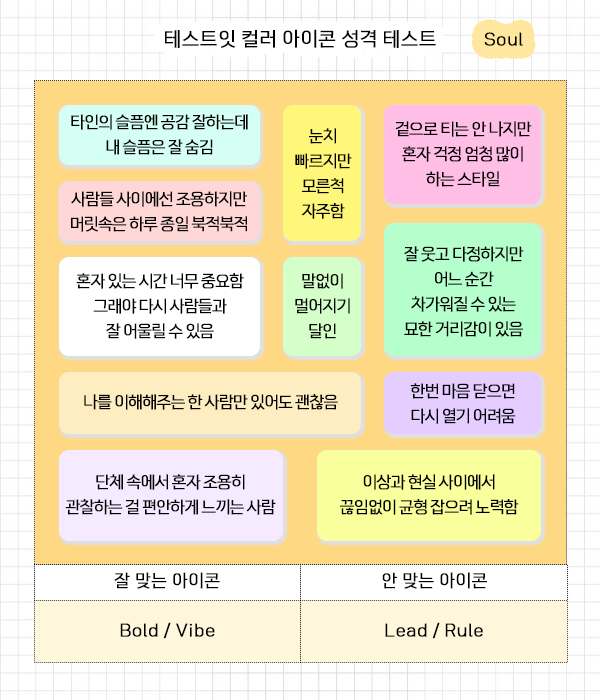 테스트잇 컬러 아이콘 성격 테스트
Soul
타인의 슬픔엔 공감 잘하는데
내 슬픔은 잘 숨김
눈치
빠르지만
모른척
자주함
겉으로 티는 안 나지만
혼자 걱정 엄청 많이
하는 스타일
사람들 사이에선 조용하지만
머릿속은 하루 종일 북적북적
잘 웃고 다정하지만
어느 순간
차가워질 수 있는
묘한 거리감이 있음
혼자 있는 시간 너무 중요함
그래야 다시 사람들과
잘 어울릴 수 있음
말없이
멀어지기
달인
나를 이해해주는 한 사람만 있어도 괜찮음
한번 마음 닫으면
다시 열기 어려움
단체 속에서 혼자 조용히
관찰하는 걸 편안하게 느끼는 사람
이상과 현실 사이에서
끊임없이 균형 잡으려 노력함
잘 맞는 아이콘
안 맞는 아이콘
Bold / Vibe
Lead / Rule